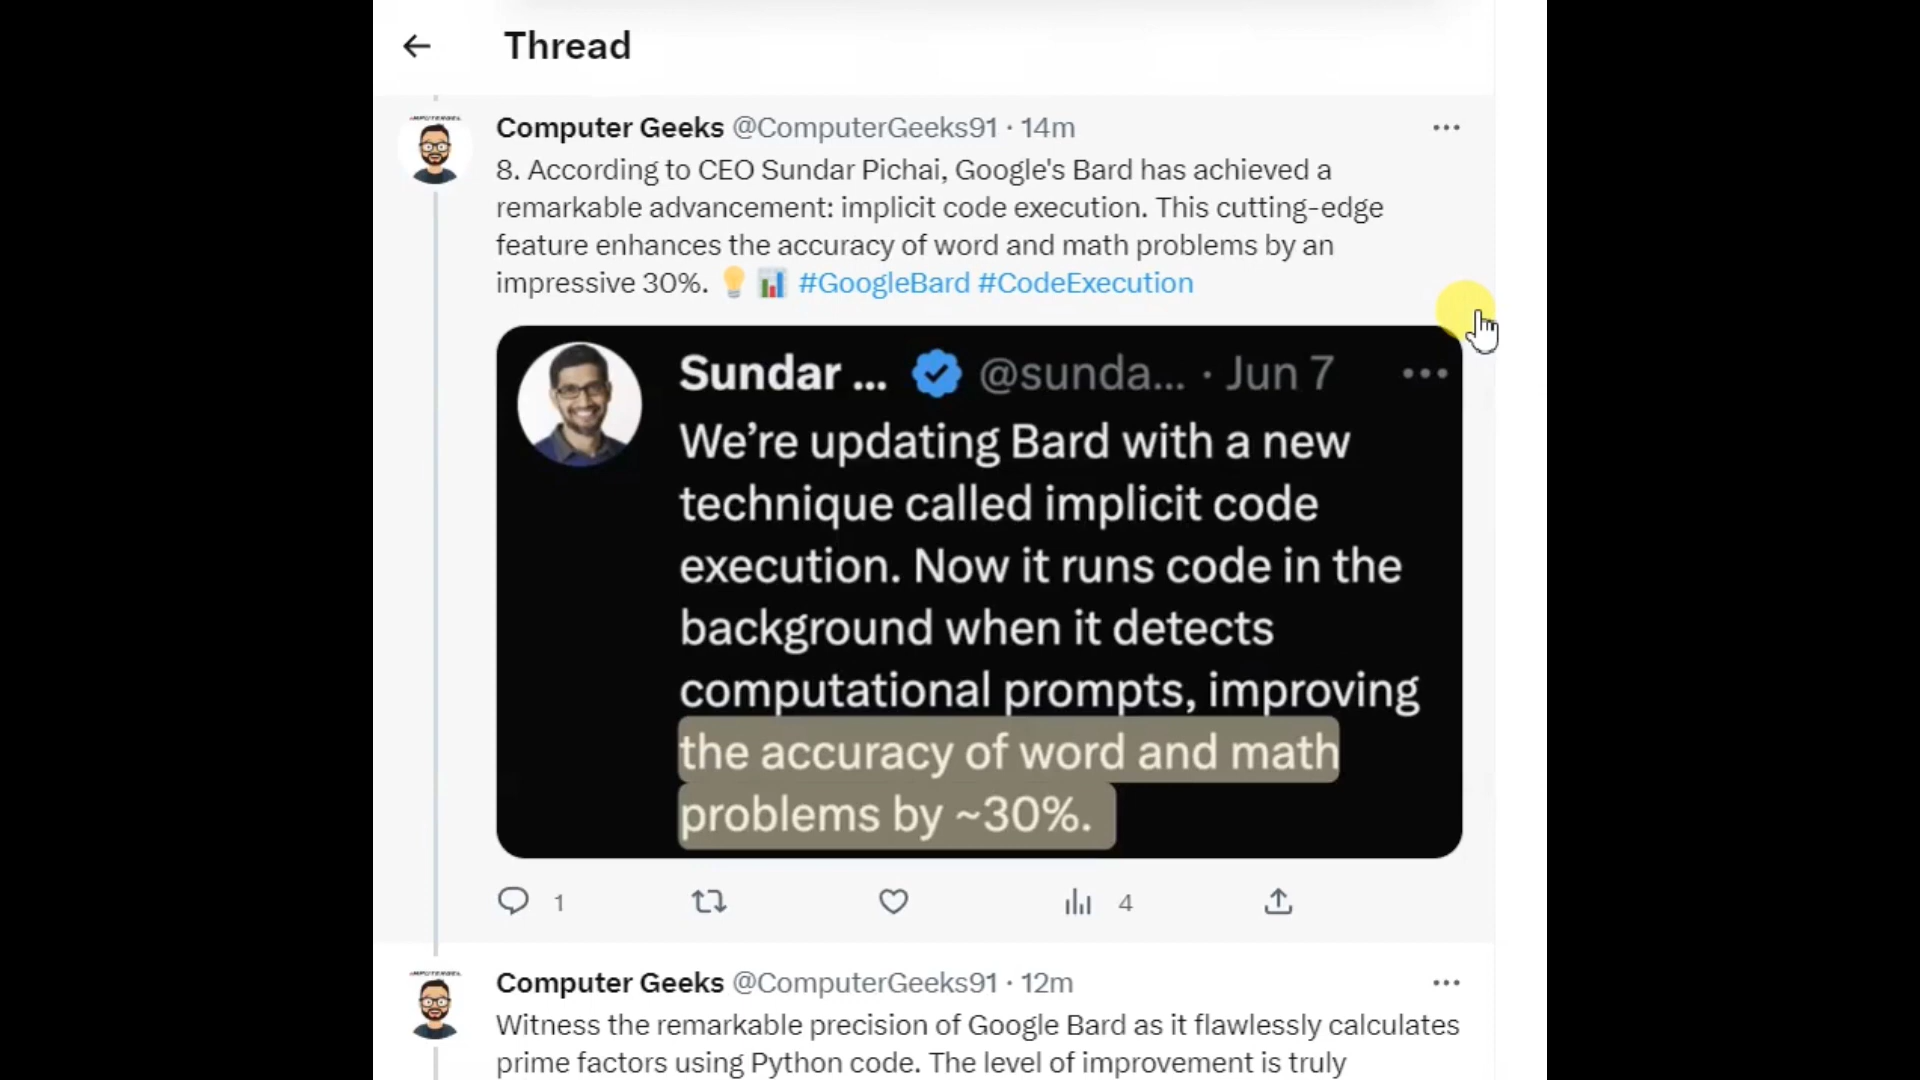 Thread
Computer Geeks @ComputerGeeks91 · 14m
8. According to CEO Sundar Pichai, Google's Bard has achieved a
remarkable advancement: implicit code execution. This cutting-edge
feature enhances the accuracy of word and math problems by an
impressive 30%. 💡 📊 #GoogleBard #CodeExecution
Sundar ... @sunda... · Jun 7
We're updating Bard with a new
technique called implicit code
execution. Now it runs code in the
background when it detects
computational prompts, improving
the accuracy of word and math
problems by ~30%.
1 4
Computer Geeks @ComputerGeeks91 · 12m
Witness the remarkable precision of Google Bard as it flawlessly calculates
prime factors using Python code. The level of improvement is truly